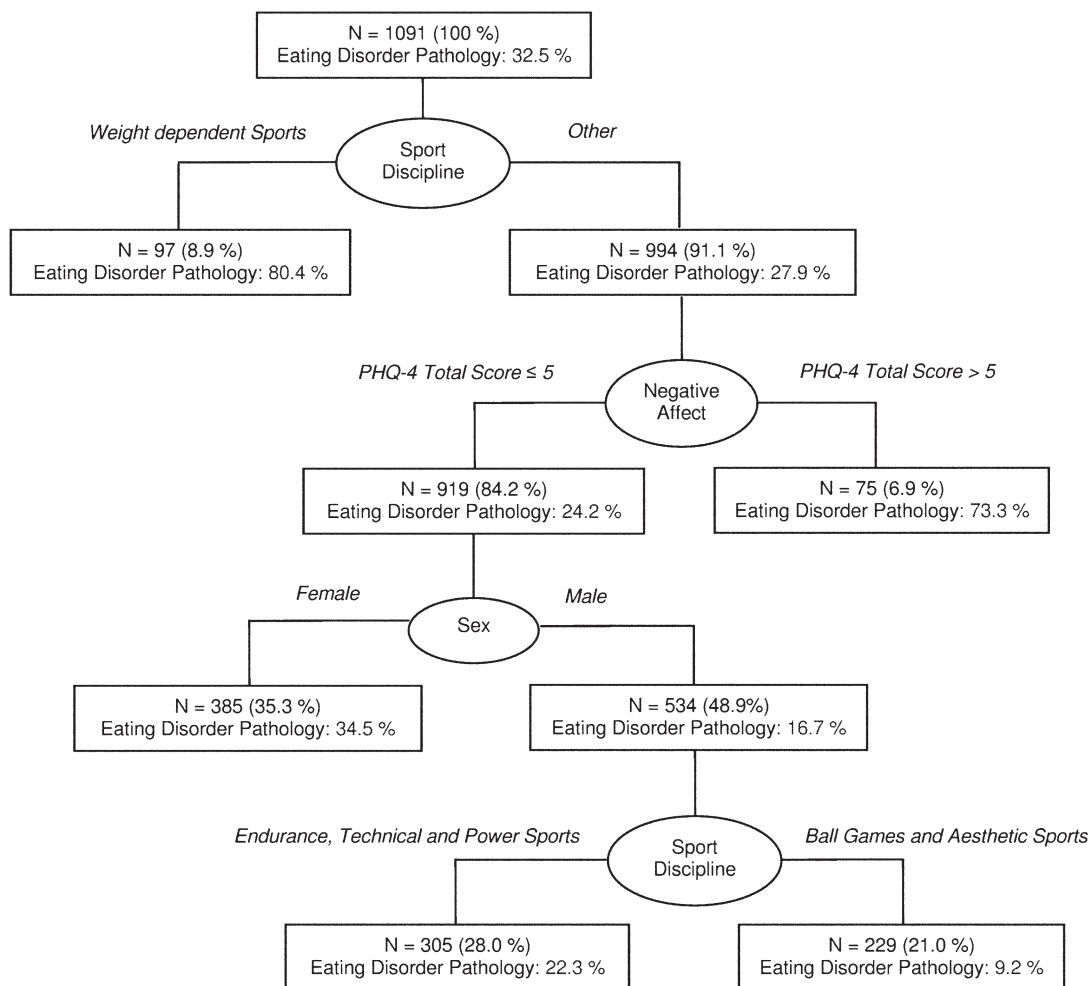 N = 1091 (100 %)
Eating Disorder Pathology: 32.5 %
Weight dependent Sports
Other
Sport
Discipline
N = 97 (8.9 %)
Eating Disorder Pathology: 80.4 %
N = 994 (91.1 %)
Eating Disorder Pathology: 27.9 %
PHQ-4 Total Score ≤ 5
PHQ-4 Total Score > 5
Negative
Affect
N = 919 (84.2 %)
Eating Disorder Pathology: 24.2 %
N = 75 (6.9 %)
Eating Disorder Pathology: 73.3 %
Female
Male
Sex
N = 385 (35.3 %)
Eating Disorder Pathology: 34.5 %
N = 534 (48.9%)
Eating Disorder Pathology: 16.7 %
Endurance, Technical and Power Sports
Ball Games and Aesthetic Sports
Sport
Discipline
N = 305 (28.0 %)
Eating Disorder Pathology: 22.3 %
N = 229 (21.0 %)
Eating Disorder Pathology: 9.2 %